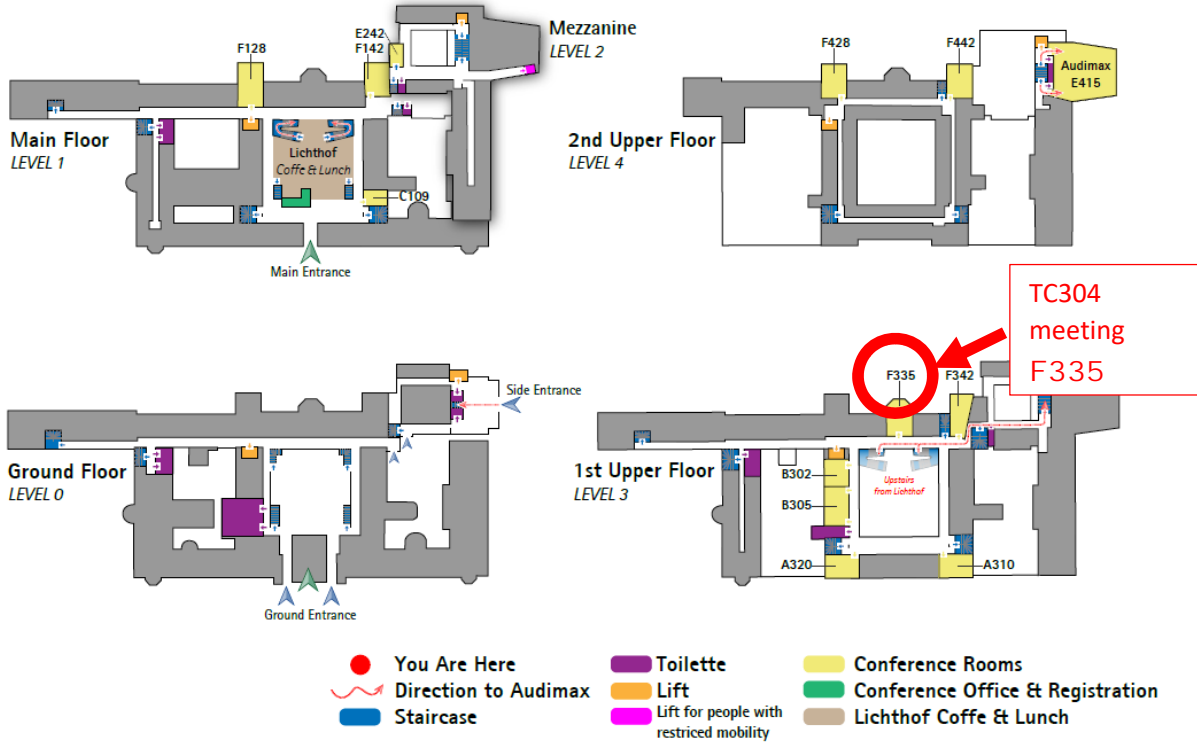 E242
F128
F142
Mezzanine
LEVEL 2
Main Floor
LEVEL 1
Lichthof
Coffe & Lunch
C109
Main Entrance
F428
F442
Audimax
E415
2nd Upper Floor
LEVEL 4
TC304
meeting
F335
Side Entrance
Ground Floor
LEVEL 0
Ground Entrance
F335
F342
1st Upper Floor
LEVEL 3
B302
B305
Upstairs
from Lichthof
A320
A310
You Are Here
Direction to Audimax
Staircase
Toilette
Lift
Lift for people with
restriced mobility
Conference Rooms
Conference Office & Registration
Lichthof Coffe & Lunch